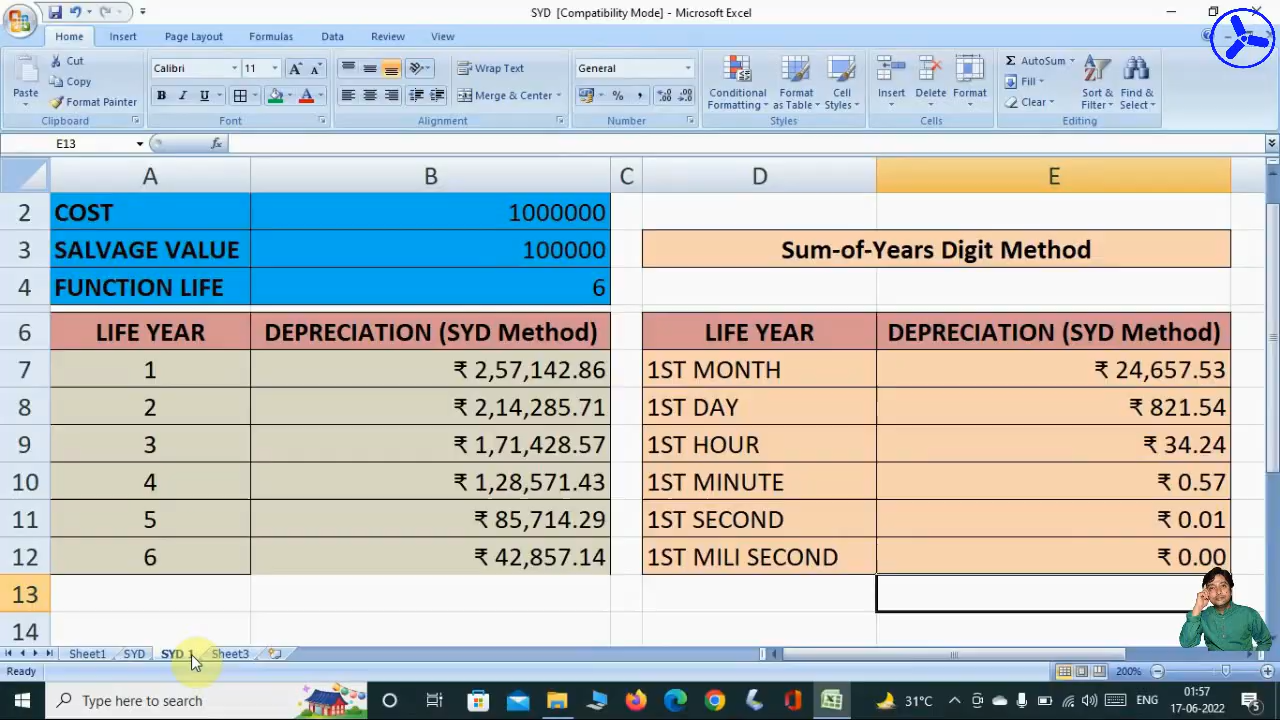 SYD [Compatibility Mode] - Microsoft Excel
Home Insert Page Layout Formulas Data Review View
Paste
Cut
Copy
Format Painter
Clipboard
Calibri 11
B I U
Font
Wrap Text
Merge & Center
Alignment
General
Number
Conditional Formatting
Format as Table
Cell Styles
Styles
Insert Delete Format
Cells
AutoSum
Fill
Clear
Sort & Filter
Find & Select
Editing
E13 fx
A B C D E
2 COST 1000000
3 SALVAGE VALUE 100000 Sum-of-Years Digit Method
4 FUNCTION LIFE 6
6 LIFE YEAR DEPRECIATION (SYD Method) LIFE YEAR DEPRECIATION (SYD Method)
7 1 ₹ 2,57,142.86 1ST MONTH ₹ 24,657.53
8 2 ₹ 2,14,285.71 1ST DAY ₹ 821.54
9 3 ₹ 1,71,428.57 1ST HOUR ₹ 34.24
10 4 ₹ 1,28,571.43 1ST MINUTE ₹ 0.57
11 5 ₹ 85,714.29 1ST SECOND ₹ 0.01
12 6 ₹ 42,857.14 1ST MILI SECOND ₹ 0.00
13
14
Sheet1 SYD SYD 1 Sheet3
Ready 200%
Type here to search 31°C ENG 01:57
17-06-2022 5